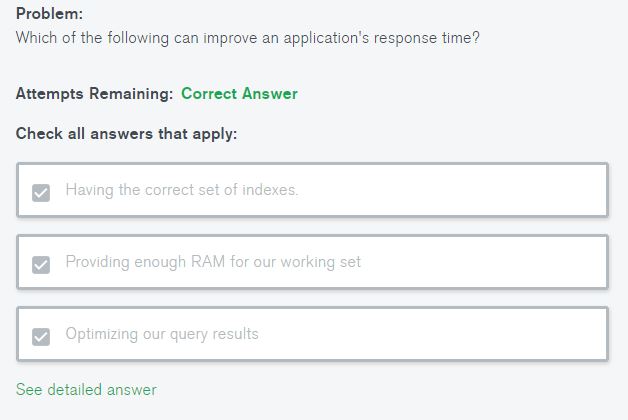 Problem:
Which of the following can improve an application's response time?
Attempts Remaining: Correct Answer
Check all answers that apply:
Having the correct set of indexes.
Providing enough RAM for our working set
Optimizing our query results
See detailed answer